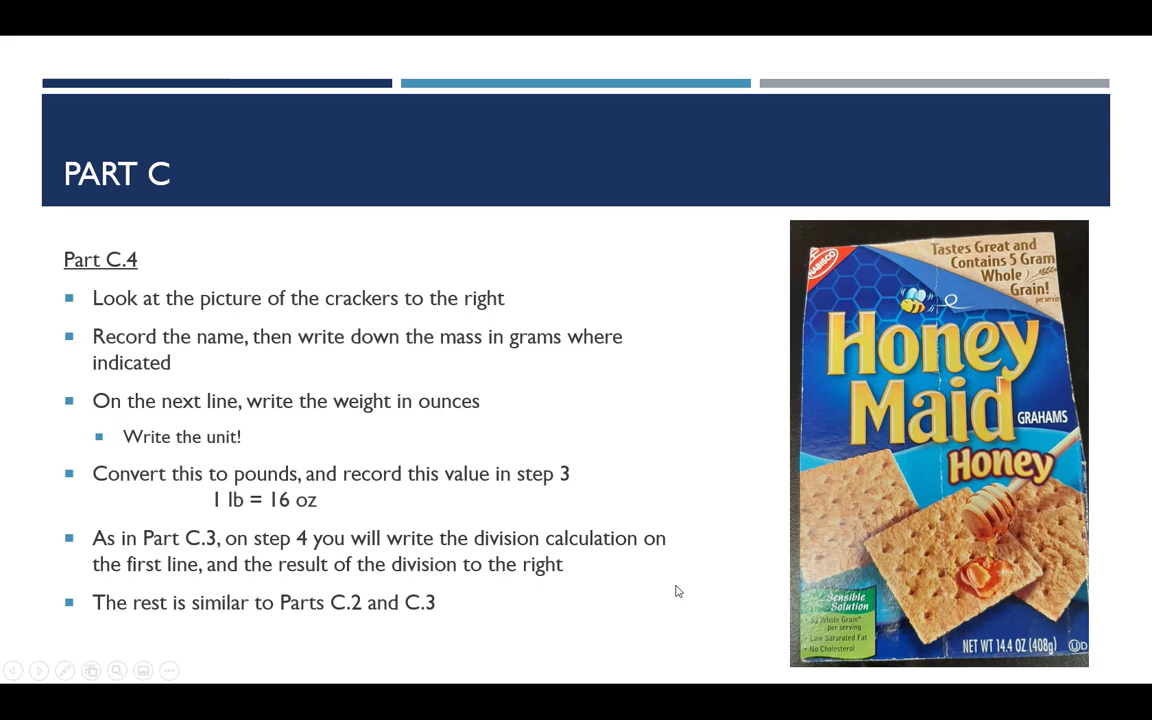 PART C
Part C.4
Look at the picture of the crackers to the right
Record the name, then write down the mass in grams where
indicated
On the next line, write the weight in ounces
Write the unit!
Convert this to pounds, and record this value in step 3
1 lb = 16 oz
As in Part C.3, on step 4 you will write the division calculation on
the first line, and the result of the division to the right
The rest is similar to Parts C.2 and C.3
NABISCO
Tastes Great and
Contains 5 Gram
Whole
Grain!
per serving
Honey
Maid
GRAHAMS
Honey
Sensible
Solution
Whole Grain*
per serving
Low Saturated Fat
No Cholesterol
NET WT 14.4 OZ (408g)